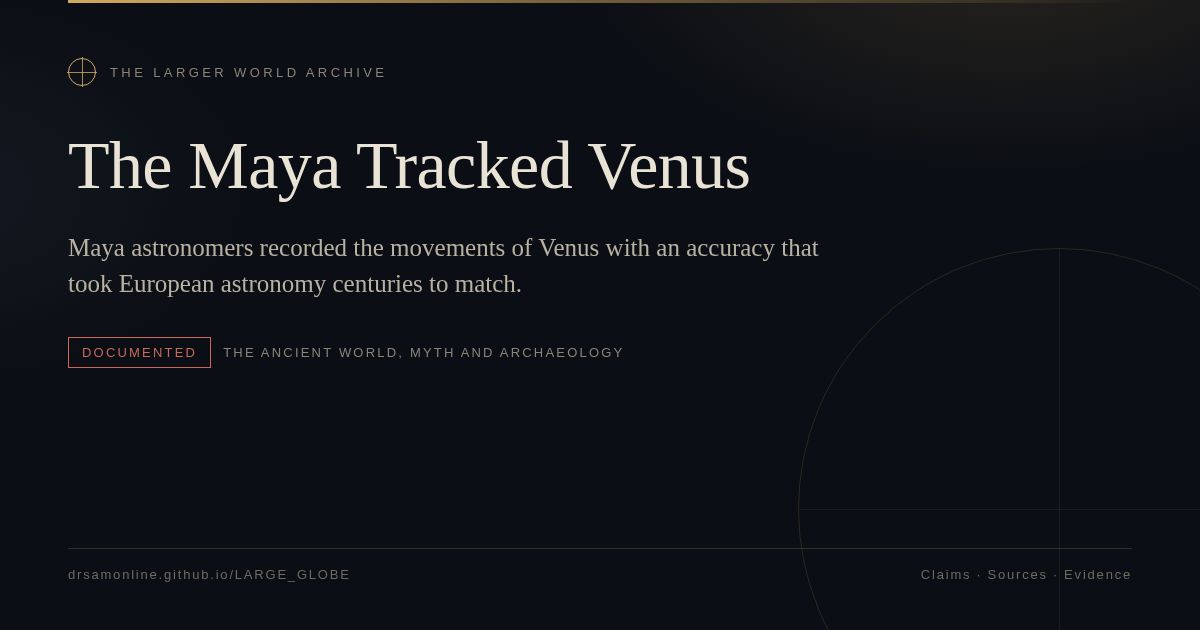 THE LARGER WORLD ARCHIVE
The Maya Tracked Venus
Maya astronomers recorded the movements of Venus with an accuracy that
took European astronomy centuries to match.
DOCUMENTED THE ANCIENT WORLD, MYTH AND ARCHAEOLOGY
drsamonline.github.io/LARGE_GLOBE Claims · Sources · Evidence